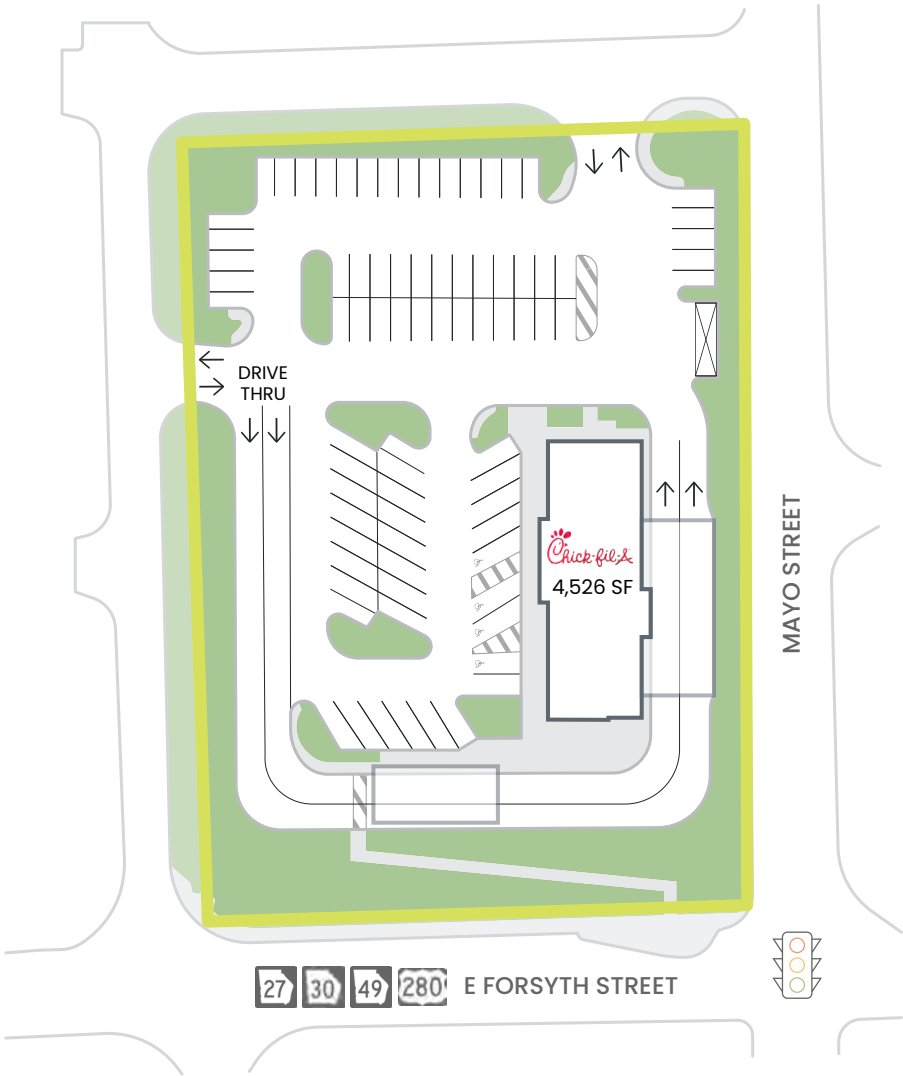 DRIVE
THRU
Chick-fil-A
4,526 SF
MAYO STREET
27 30 49 280 E FORSYTH STREET